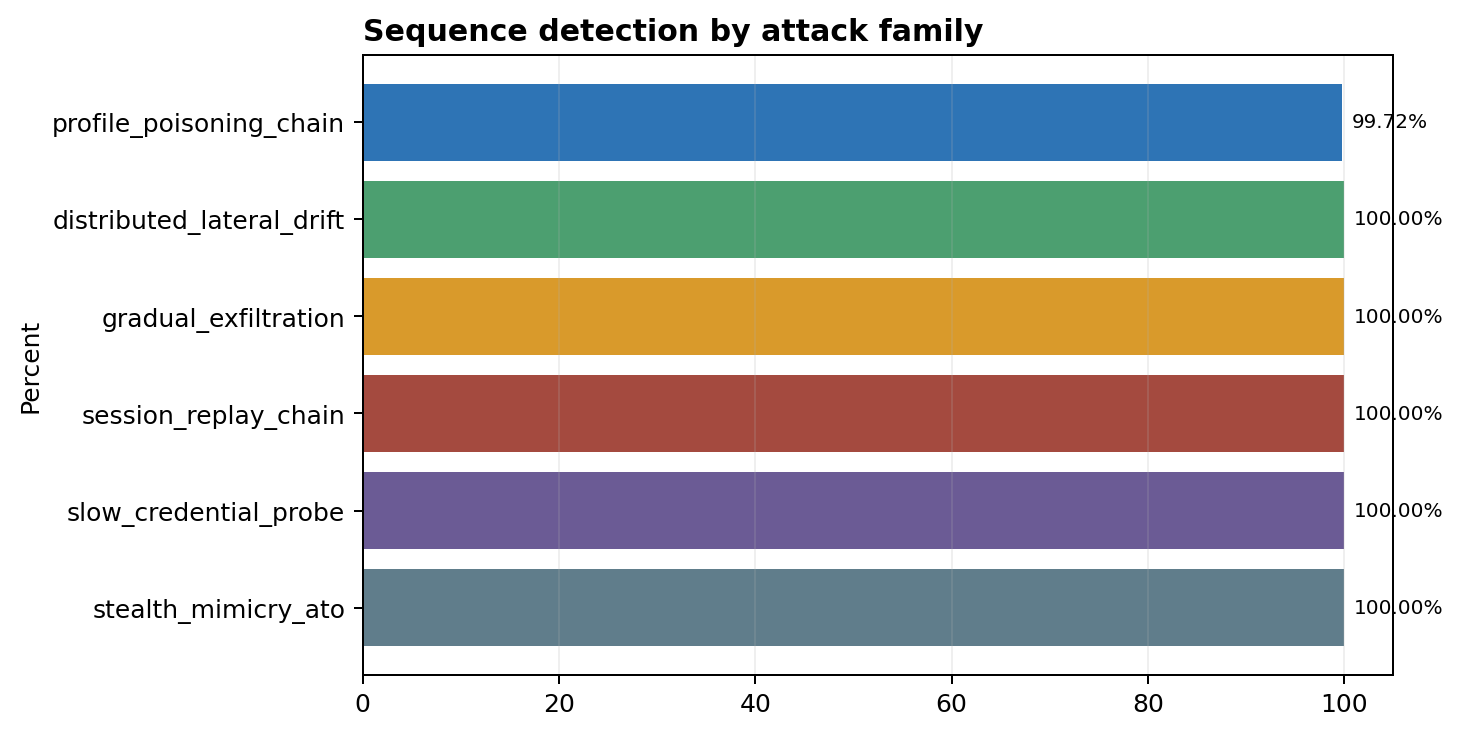 Sequence detection by attack family
profile_poisoning_chain
99.72%
distributed_lateral_drift
100.00%
gradual_exfiltration
100.00%
session_replay_chain
100.00%
slow_credential_probe
100.00%
stealth_mimicry_ato
100.00%
Percent
0 20 40 60 80 100